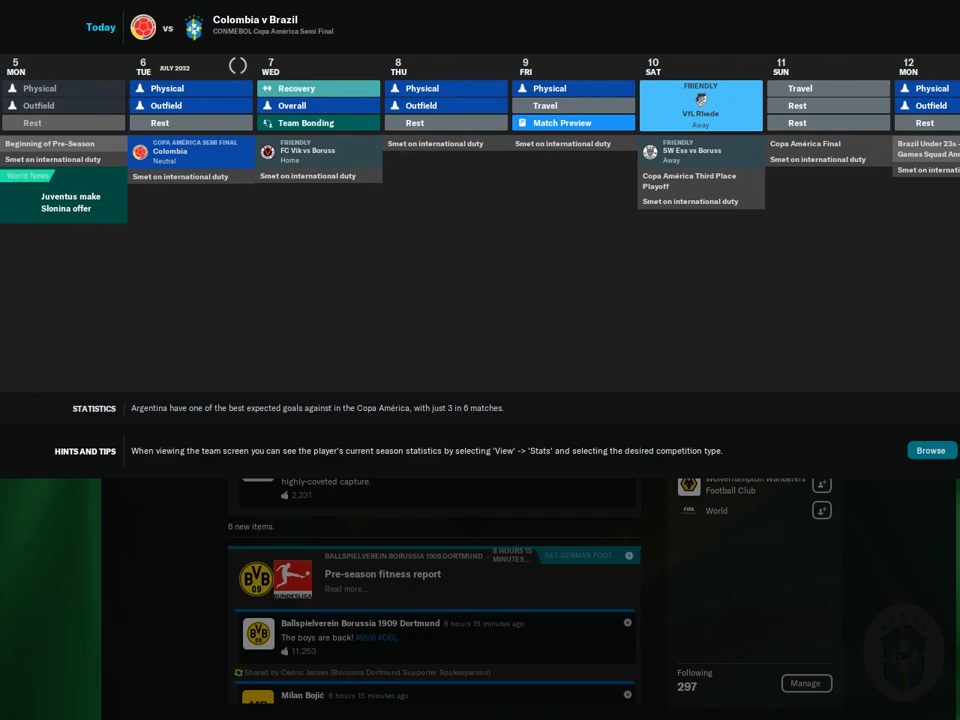 Today
vs
Colombia v Brazil
CONMEBOL Copa América Semi Final
5
MON
6
TUE
JULY 2032
7
WED
8
THU
9
FRI
10
SAT
11
SUN
12
MON
Physical
Outfield
Rest
Beginning of Pre-Season
Smet on international duty
World News
Juventus make
Slonina offer
Physical
Outfield
Rest
COPA AMÉRICA SEMI FINAL
Colombia
Neutral
Smet on international duty
Recovery
Overall
Team Bonding
FRIENDLY
FC Vik vs Boruss
Home
Smet on international duty
Physical
Outfield
Rest
Smet on international duty
Physical
Travel
Match Preview
Smet on international duty
FRIENDLY
VfL Rhede
Away
FRIENDLY
SW Ess vs Boruss
Away
Copa América Third Place
Playoff
Smet on international duty
Travel
Rest
Rest
Copa América Final
Smet on international duty
Physical
Outfield
Rest
Brazil Under 23s -
Games Squad Ann
Smet on internati
STATISTICS
Argentina have one of the best expected goals against in the Copa América, with just 3 in 6 matches.
HINTS AND TIPS
When viewing the team screen you can see the player's current season statistics by selecting 'View' -> 'Stats' and selecting the desired competition type.
Browse
highly-coveted capture.
2,231
6 new items.
BALLSPIELVEREIN BORUSSIA 1909 DORTMUND - 8 HOURS 15 MINUTES...
GET GERMAN FOOT...
BVB
09
BUNDESLIGA
Pre-season fitness report
Read more...
Ballspielverein Borussia 1909 Dortmund 8 hours 15 minutes ago
The boys are back! #BVB #DBL
11,253
Shared by Cedric Jessen (Borussia Dortmund Supporter Spokesperson)
Milan Bojić 8 hours 15 minutes ago
Wolverhampton Wanderers
Football Club
FIFA
World
Following
297
Manage